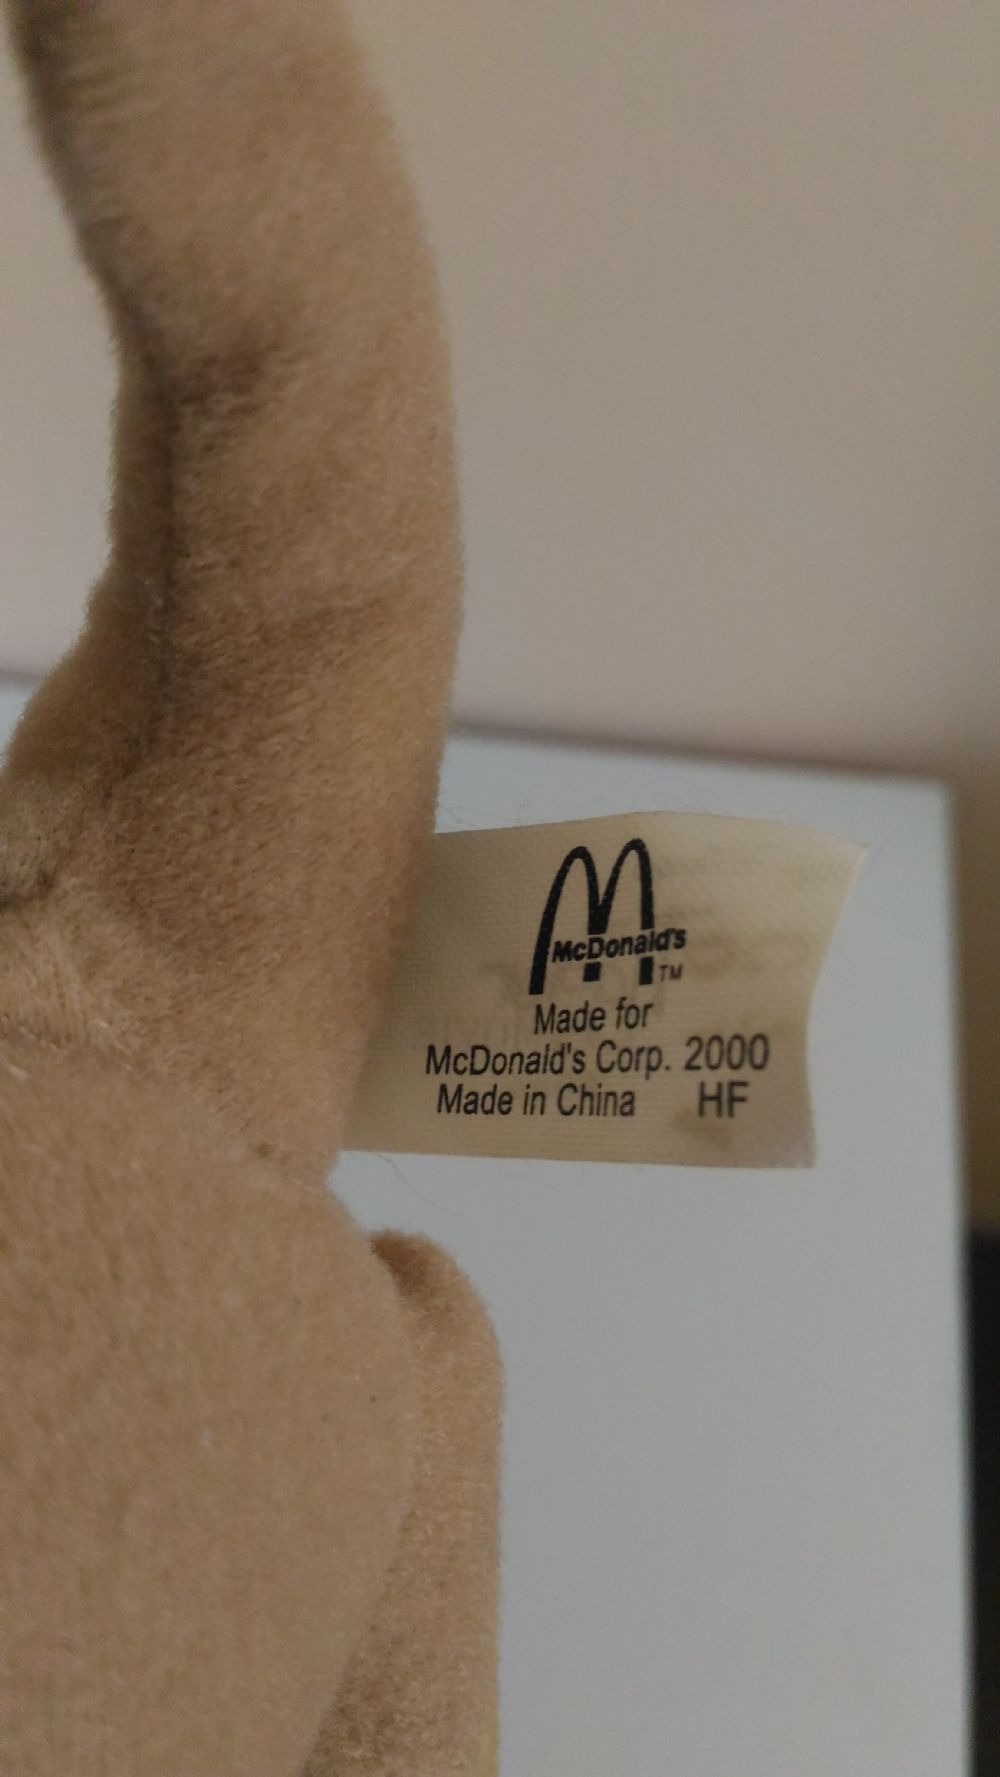 McDonald's
TM
Made for
McDonald's Corp. 2000
Made in China HF